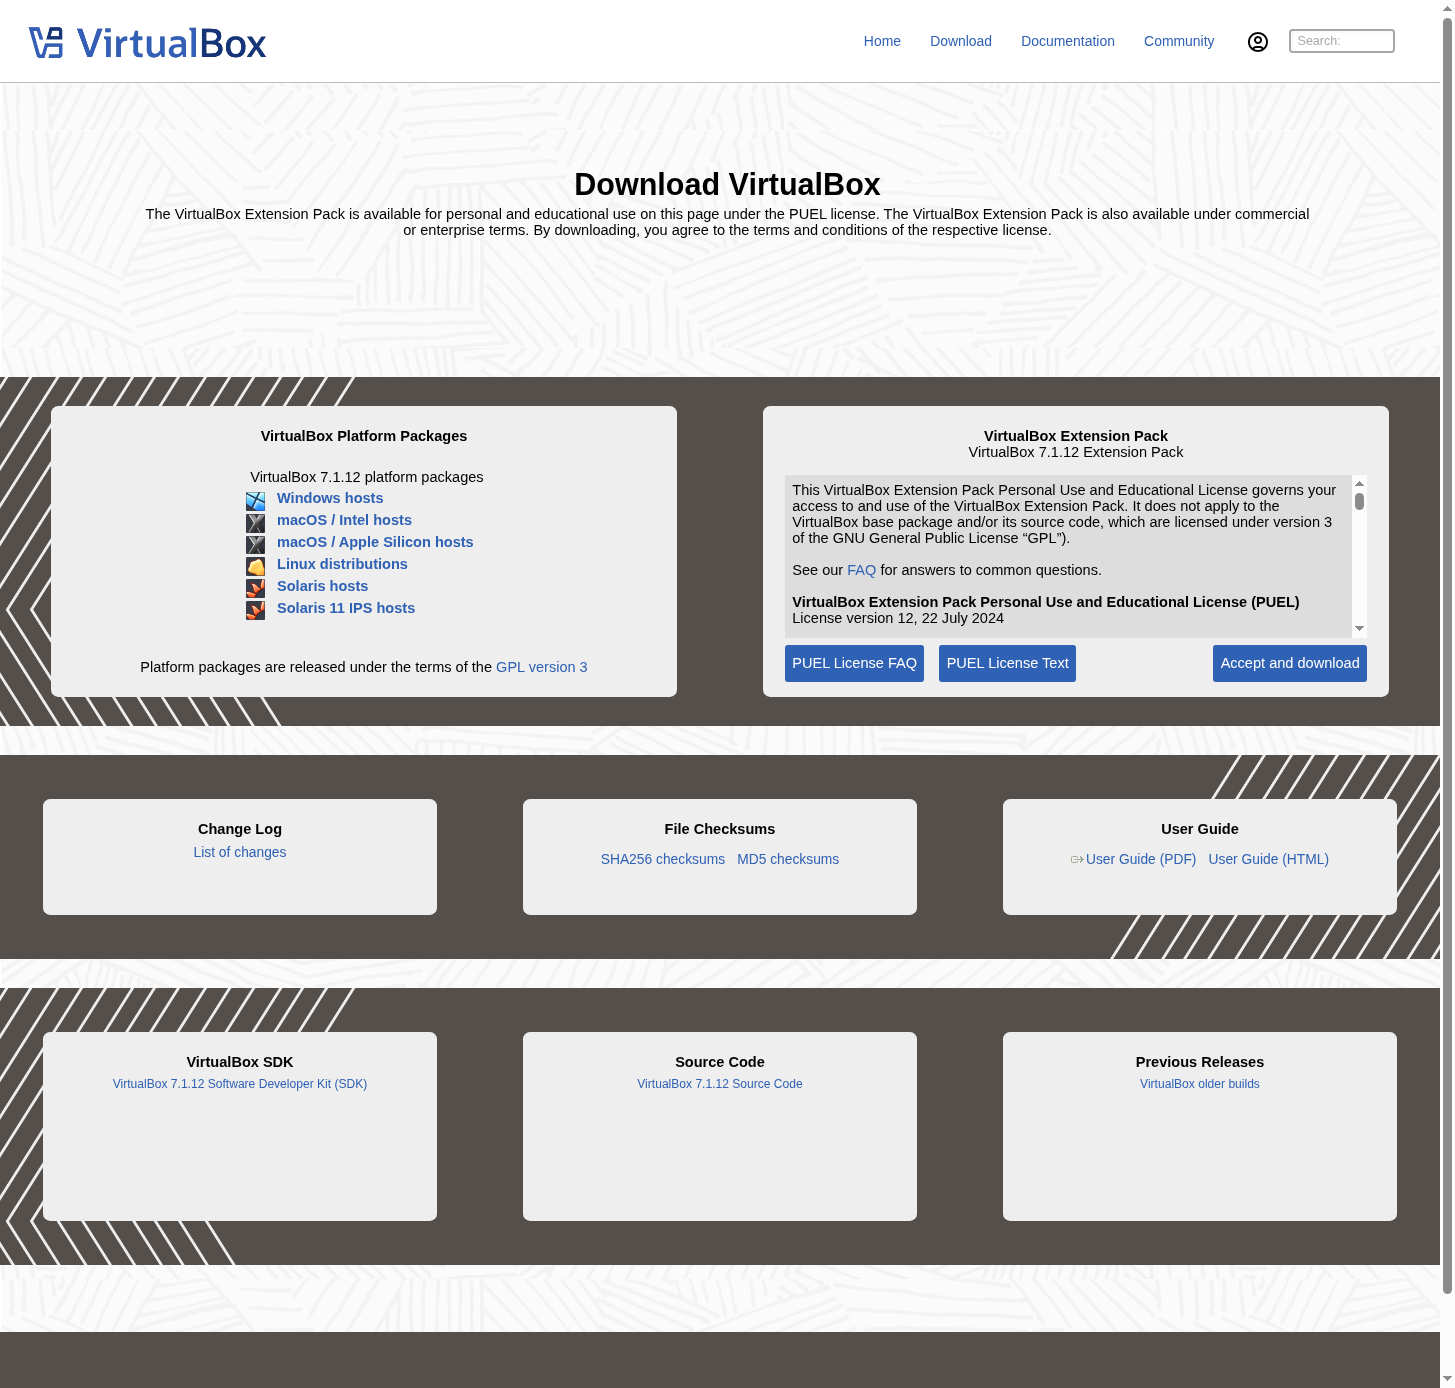 VirtualBox
Home Download Documentation Community Search:
Download VirtualBox
The VirtualBox Extension Pack is available for personal and educational use on this page under the PUEL license. The VirtualBox Extension Pack is also available under commercial
or enterprise terms. By downloading, you agree to the terms and conditions of the respective license.
VirtualBox Platform Packages
VirtualBox 7.1.12 platform packages
Windows hosts
macOS / Intel hosts
macOS / Apple Silicon hosts
Linux distributions
Solaris hosts
Solaris 11 IPS hosts
Platform packages are released under the terms of the GPL version 3
VirtualBox Extension Pack
VirtualBox 7.1.12 Extension Pack
This VirtualBox Extension Pack Personal Use and Educational License governs your
access to and use of the VirtualBox Extension Pack. It does not apply to the
VirtualBox base package and/or its source code, which are licensed under version 3
of the GNU General Public License “GPL”).
See our FAQ for answers to common questions.
VirtualBox Extension Pack Personal Use and Educational License (PUEL)
License version 12, 22 July 2024
PUEL License FAQ PUEL License Text Accept and download
Change Log
List of changes
File Checksums
SHA256 checksums MD5 checksums
User Guide
User Guide (PDF) User Guide (HTML)
VirtualBox SDK
VirtualBox 7.1.12 Software Developer Kit (SDK)
Source Code
VirtualBox 7.1.12 Source Code
Previous Releases
VirtualBox older builds